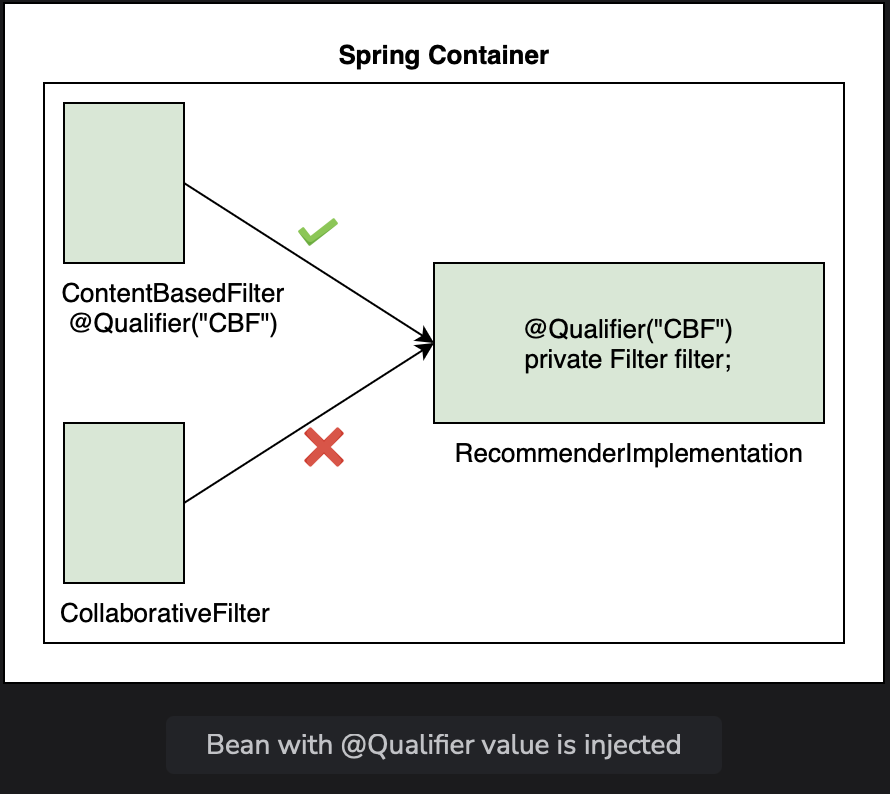 Spring Container
ContentBasedFilter
@Qualifier("CBF")
@Qualifier("CBF")
private Filter filter;
RecommenderImplementation
CollaborativeFilter
Bean with @Qualifier value is injected